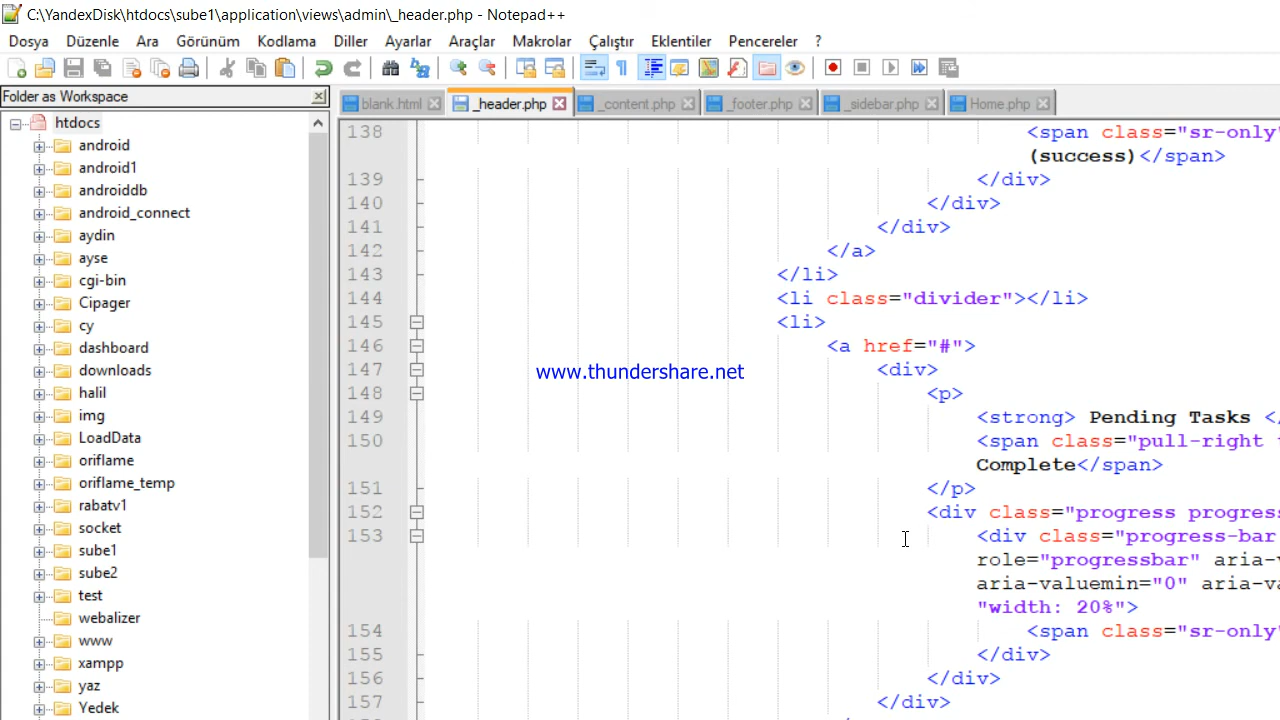 C:\YandexDisk\htdocs\sube1\application\views\admin\_header.php - Notepad++
Dosya Düzenle Ara Görünüm Kodlama Diller Ayarlar Araçlar Makrolar Çalıştır Eklentiler Pencereler ?
Folder as Workspace
blank.html _header.php _content.php _footer.php _sidebar.php Home.php
htdocs
android
android1
androiddb
android_connect
aydin
ayse
cgi-bin
Cipager
cy
dashboard
downloads
halil
img
LoadData
oriflame
oriflame_temp
rabatv1
socket
sube1
sube2
test
webalizer
www
xampp
yaz
Yedek
138 <span class="sr-only"
(success)</span>
139 </div>
140 </div>
141 </div>
142 </a>
143 </li>
144 <li class="divider"></li>
145 <li>
146 <a href="#">
147 <div>
148 <p>
149 <strong> Pending Tasks <
150 <span class="pull-right
Complete</span>
151 </p>
152 <div class="progress progress
153 <div class="progress-bar
role="progressbar" aria-
aria-valuemin="0" aria-
"width: 20%">
154 <span class="sr-only"
155 </div>
156 </div>
157 </div>
www.thundershare.net